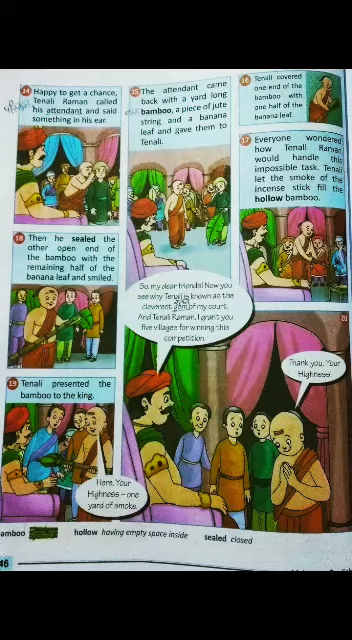 14 Happy to get a chance,
Tenali Raman called
his attendant and said
something in his ear.
15 The attendant came
back with a yard long
bamboo, a piece of jute
string and a banana
leaf and gave them to
Tenali.
16 Tenali covered
one end of the
bamboo with
one half of the
banana leaf.
17 Everyone wondered
how Tenali Raman
would handle this
impossible task. Tenali
let the smoke of the
incense stick fill the
hollow bamboo.
18 Then he sealed the
other open end of
the bamboo with the
remaining half of the
banana leaf and smiled.
19 Tenali presented the
bamboo to the king.
Here, Your
Highness – one
yard of smoke.
20
So, my dear friends! Now you
see why Tenali is known as the
cleverest gem of my court.
And Tenali Raman, I grant you
five villages for winning this
competition.
Thank you, Your
Highness.
amboo
hollow having empty space inside
sealed closed
46